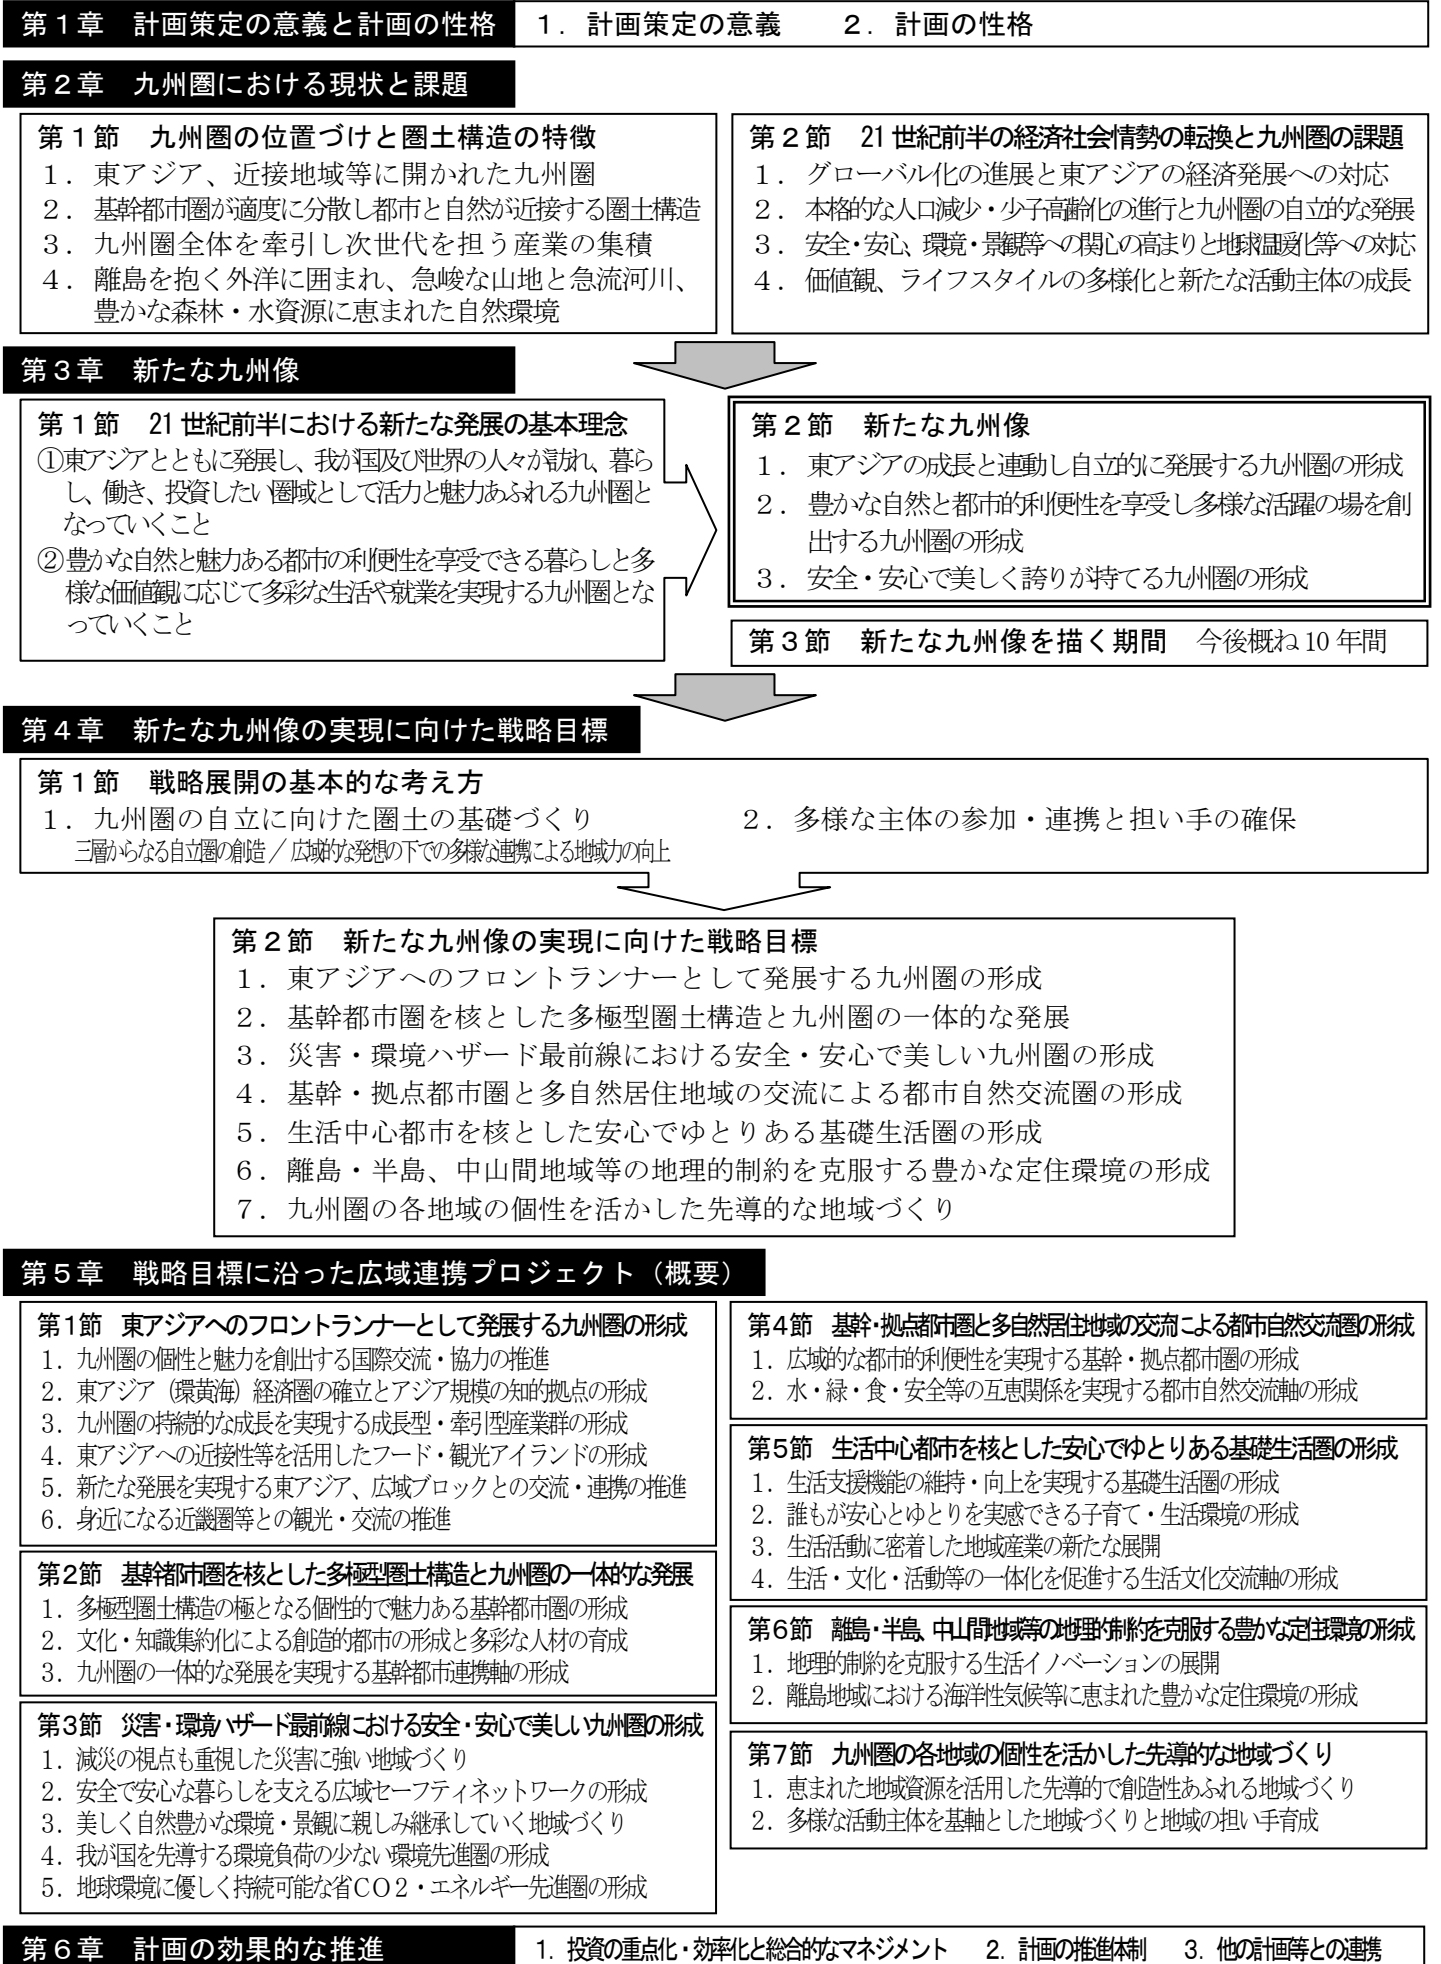 第1章　計画策定の意義と計画の性格　１．計画策定の意義　２．計画の性格
第２章　九州圏における現状と課題
第１節　九州圏の位置づけと圏土構造の特徴
１．東アジア、近接地域等に開かれた九州圏
２．基幹都市圏が適度に分散し都市と自然が近接する圏土構造
３．九州圏全体を牽引し次世代を担う産業の集積
４．離島を抱く外洋に囲まれ、急峻な山地と急流河川、
豊かな森林・水資源に恵まれた自然環境
第２節　21世紀前半の経済社会情勢の転換と九州圏の課題
１．グローバル化の進展と東アジアの経済発展への対応
２．本格的な人口減少・少子高齢化の進行と九州圏の自立的な発展
３．安全・安心、環境・景観等への関心の高まりと地球温暖化等への対応
４．価値観、ライフスタイルの多様化と新たな活動主体の成長
第３章　新たな九州像
第１節　21世紀前半における新たな発展の基本理念
①東アジアとともに発展し、我が国及び世界の人々が訪れ、暮ら
し、働き、投資したい圏域として活力と魅力あふれる九州圏と
なっていくこと
②豊かな自然と魅力ある都市の利便性を享受できる暮らしと多
様な価値観に応じて多彩な生活や就業を実現する九州圏とな
っていくこと
第２節　新たな九州像
１．東アジアの成長と連動し自立的に発展する九州圏の形成
２．豊かな自然と都市的利便性を享受し多様な活躍の場を創
出する九州圏の形成
３．安全・安心で美しく誇りが持てる九州圏の形成
第３節　新たな九州像を描く期間　今後概ね10年間
第４章　新たな九州像の実現に向けた戦略目標
第１節　戦略展開の基本的な考え方
１．九州圏の自立に向けた圏土の基礎づくり　２．多様な主体の参加・連携と担い手の確保
三層からなる自立圏の創造／広域的な発想の下での多様な連携による地域力の向上
第２節　新たな九州像の実現に向けた戦略目標
１．東アジアへのフロントランナーとして発展する九州圏の形成
２．基幹都市圏を核とした多極型圏土構造と九州圏の一体的な発展
３．災害・環境ハザード最前線における安全・安心で美しい九州圏の形成
４．基幹・拠点都市圏と多自然居住地域の交流による都市自然交流圏の形成
５．生活中心都市を核とした安心でゆとりある基礎生活圏の形成
６．離島・半島、中山間地域等の地理的制約を克服する豊かな定住環境の形成
７．九州圏の各地域の個性を活かした先導的な地域づくり
第５章　戦略目標に沿った広域連携プロジェクト（概要）
第1節　東アジアへのフロントランナーとして発展する九州圏の形成
1．九州圏の個性と魅力を創出する国際交流・協力の推進
2．東アジア（環黄海）経済圏の確立とアジア規模の知的拠点の形成
3．九州圏の持続的な成長を実現する成長型・牽引型産業群の形成
4．東アジアへの近接性等を活用したフード・観光アイランドの形成
5．新たな発展を実現する東アジア、広域ブロックとの交流・連携の推進
6．身近になる近畿圏等との観光・交流の推進
第2節　基幹都市圏を核とした多極型圏土構造と九州圏の一体的な発展
1．多極型圏土構造の極となる個性的で魅力ある基幹都市圏の形成
2．文化・知識集約化による創造的都市の形成と多彩な人材の育成
3．九州圏の一体的な発展を実現する基幹都市連携軸の形成
第3節　災害・環境ハザード最前線における安全・安心で美しい九州圏の形成
1．減災の視点も重視した災害に強い地域づくり
2．安全で安心な暮らしを支える広域セーフティネットワークの形成
3．美しく自然豊かな環境・景観に親しみ継承していく地域づくり
4．我が国を先導する環境負荷の少ない環境先進圏の形成
5．地球環境に優しく持続可能な省ＣＯ２・エネルギー先進圏の形成
第4節　基幹・拠点都市圏と多自然居住地域の交流による都市自然交流圏の形成
1．広域的な都市的利便性を実現する基幹・拠点都市圏の形成
2．水・緑・食・安全等の互恵関係を実現する都市自然交流軸の形成
第5節　生活中心都市を核とした安心でゆとりある基礎生活圏の形成
1．生活支援機能の維持・向上を実現する基礎生活圏の形成
2．誰もが安心とゆとりを実感できる子育て・生活環境の形成
3．生活活動に密着した地域産業の新たな展開
4．生活・文化・活動等の一体化を促進する生活文化交流軸の形成
第6節　離島・半島、中山間地域等の地理的制約を克服する豊かな定住環境の形成
1．地理的制約を克服する生活イノベーションの展開
2．離島地域における海洋性気候等に恵まれた豊かな定住環境の形成
第7節　九州圏の各地域の個性を活かした先導的な地域づくり
1．恵まれた地域資源を活用した先導的で創造性あふれる地域づくり
2．多様な活動主体を基軸とした地域づくりと地域の担い手育成
第６章　計画の効果的な推進　1．投資の重点化・効率化と総合的なマネジメント　2．計画の推進体制　3．他の計画等との連携